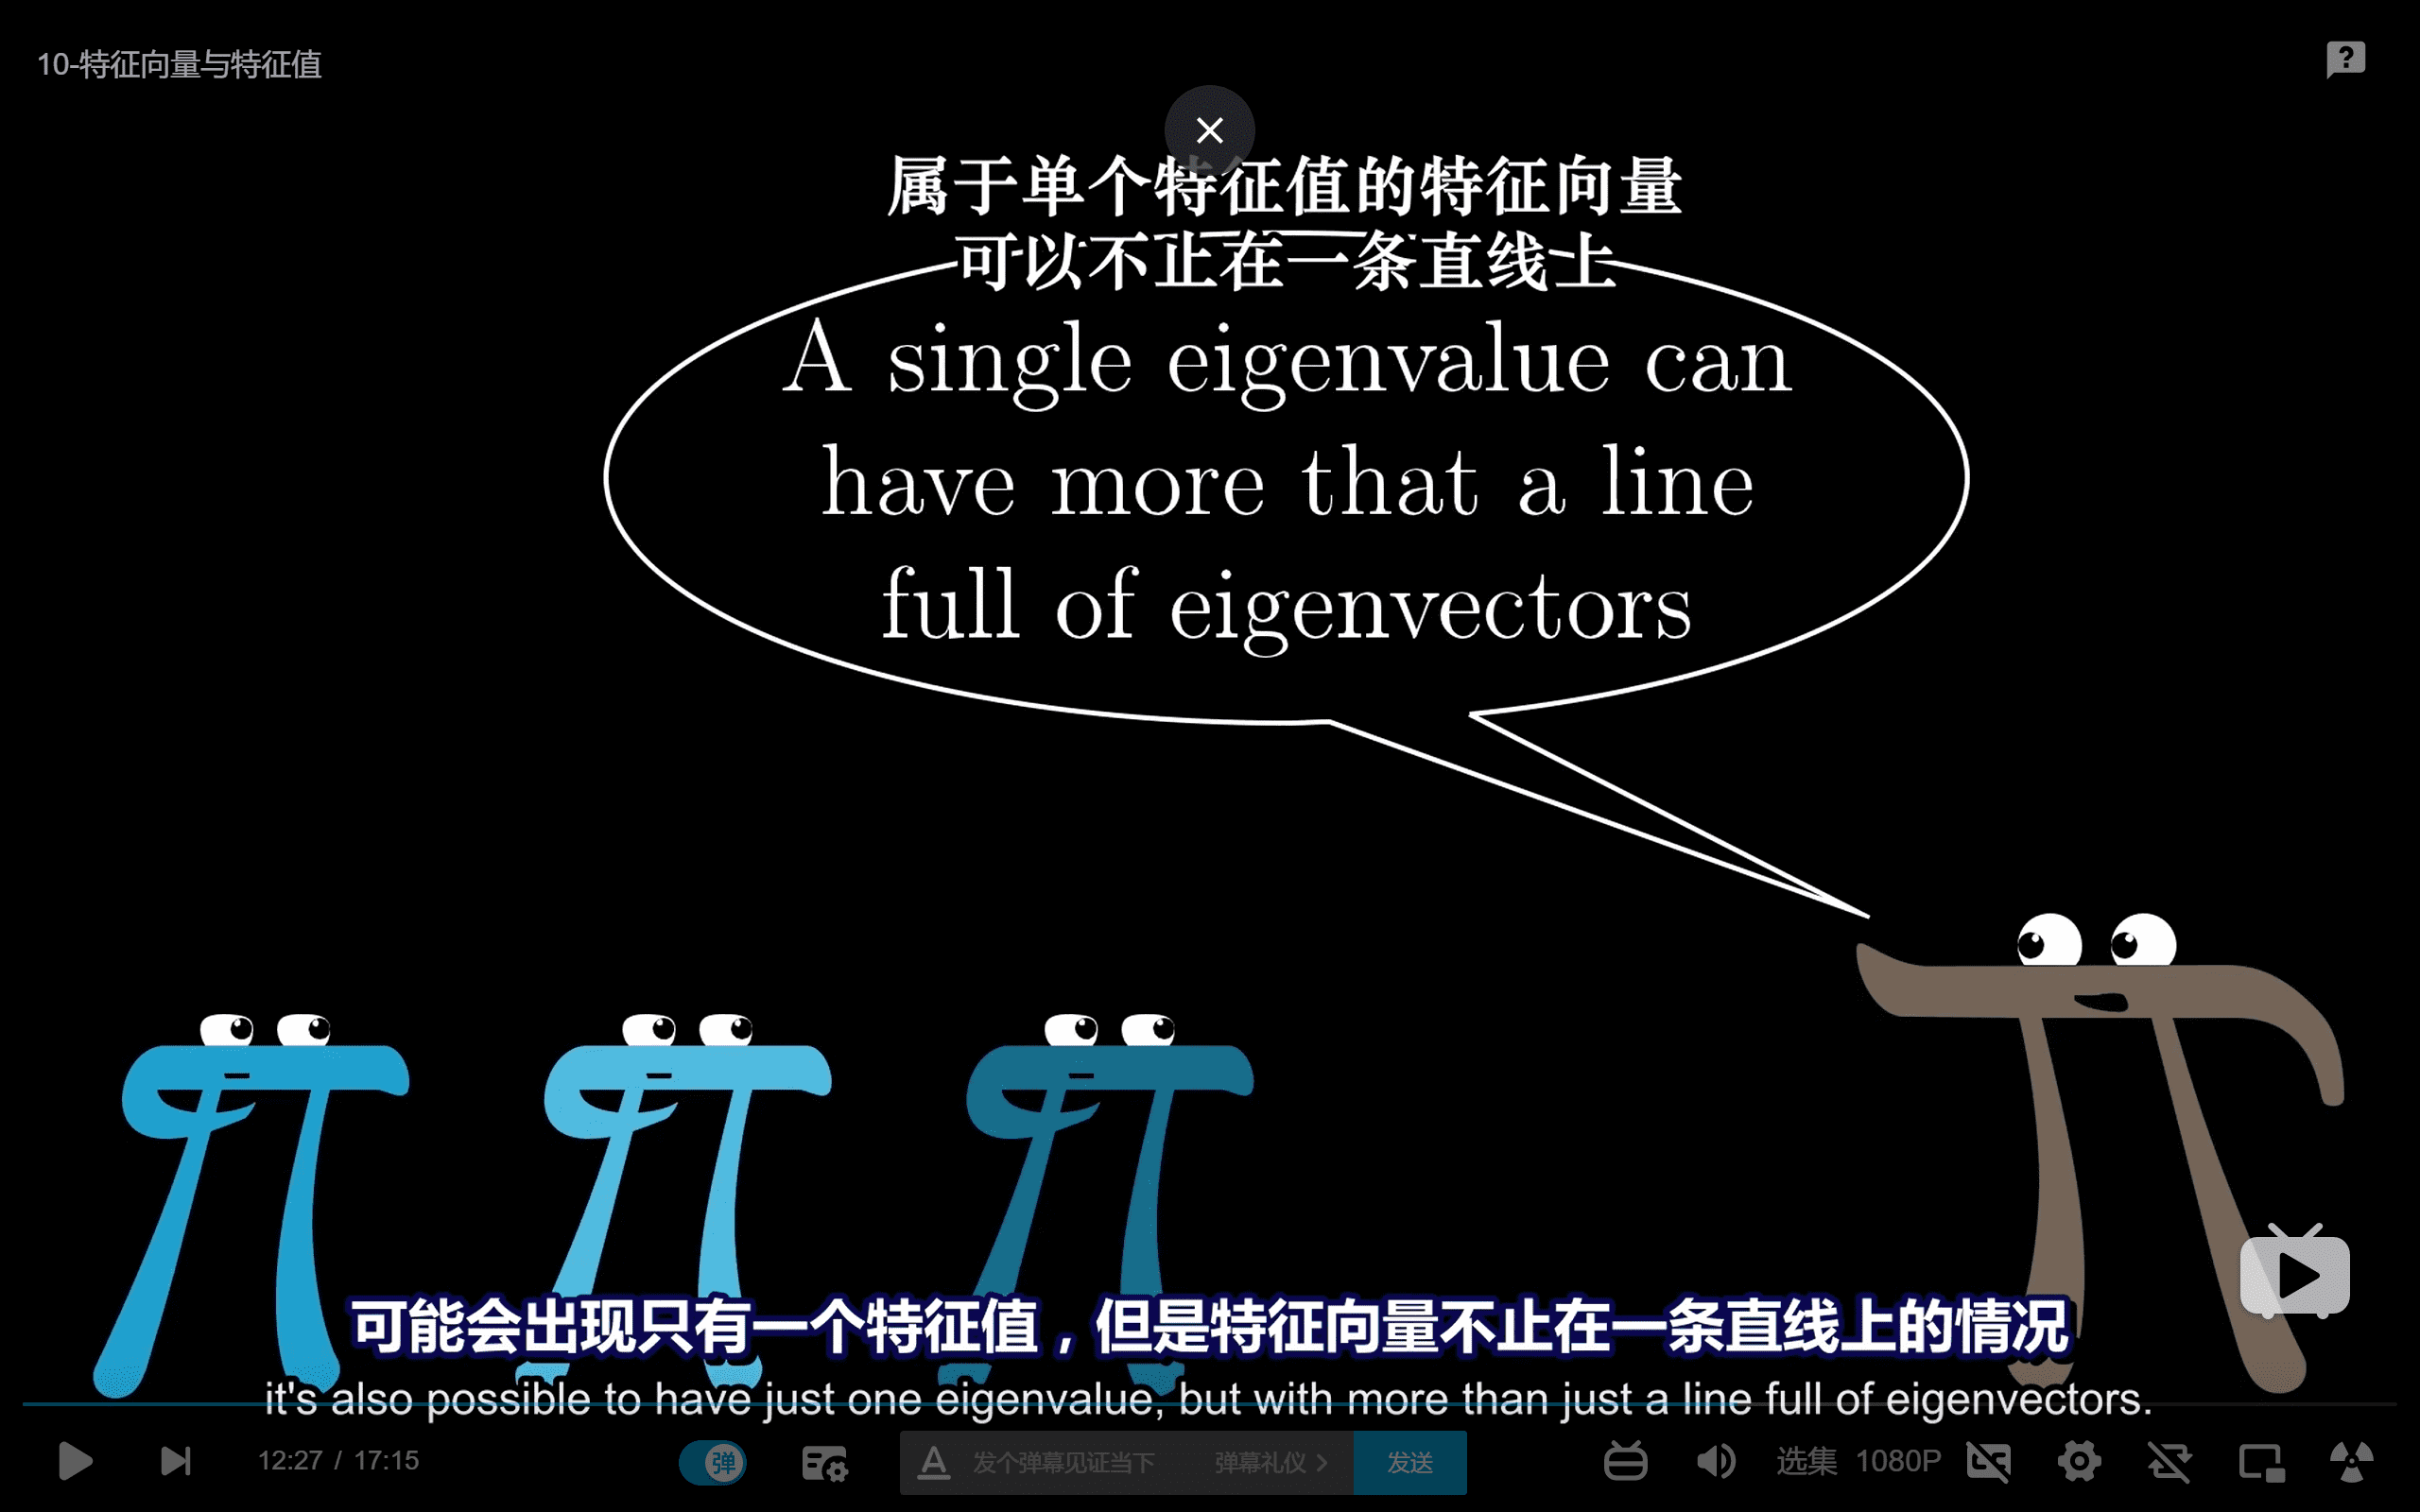 10-特征向量与特征值
属于单个特征值的特征向量
可以不止在一条直线上
A single eigenvalue can
have more that a line
full of eigenvectors
可能会出现只有一个特征值，但是特征向量不止在一条直线上的情况
it's also possible to have just one eigenvalue, but with more than just a line full of eigenvectors.
12:27 / 17:15
弹
A 发个弹幕见证当下 弹幕礼仪 > 发送
选集 1080P